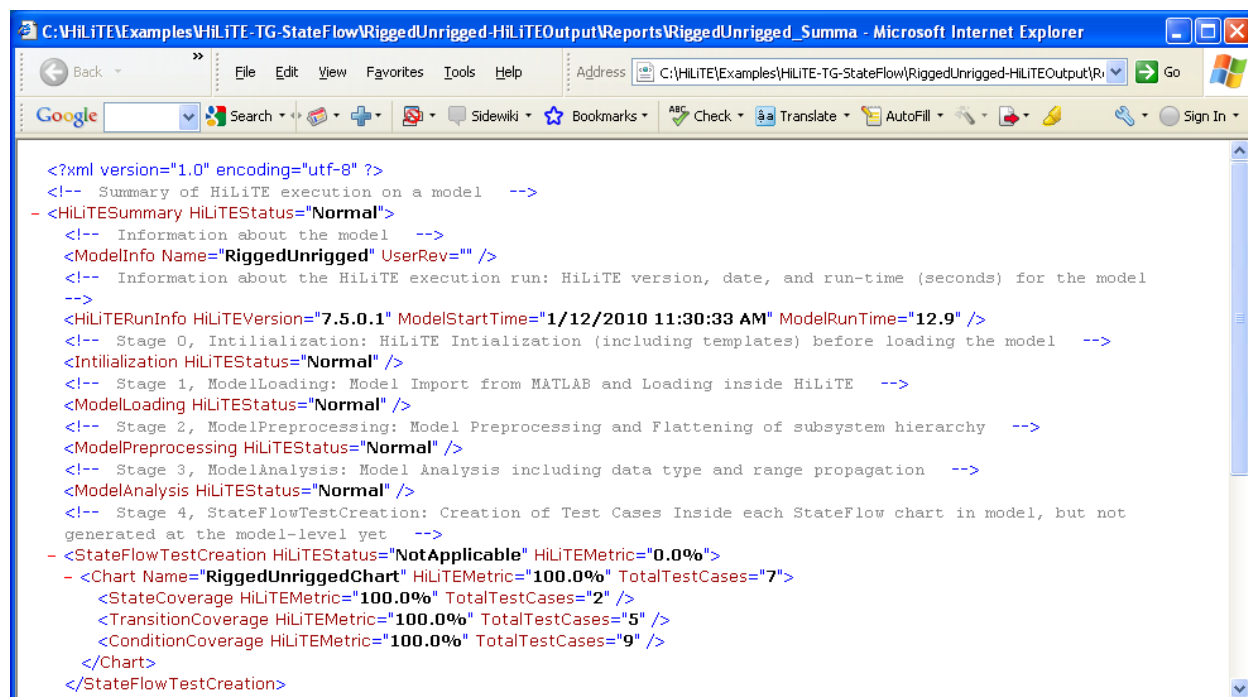 C:\HiLiTE\Examples\HiLiTE-TG-StateFlow\RiggedUnrigged-HiLiTEOutput\Reports\RiggedUnrigged_Summa - Microsoft Internet Explorer
Back » File Edit View Favorites Tools Help Address C:\HiLiTE\Examples\HiLiTE-TG-StateFlow\RiggedUnrigged-HiLiTEOutput\R Go
Google Search Sidewiki Bookmarks ABC Check aあ Translate AutoFill Sign In
<?xml version="1.0" encoding="utf-8" ?>
<!-- Summary of HiLiTE execution on a model -->
- <HiLiTESummary HiLiTEStatus="Normal">
<!-- Information about the model -->
<ModelInfo Name="RiggedUnrigged" UserRev="" />
<!-- Information about the HiLiTE execution run: HiLiTE version, date, and run-time (seconds) for the model
-->
<HiLiTERunInfo HiLiTEVersion="7.5.0.1" ModelStartTime="1/12/2010 11:30:33 AM" ModelRunTime="12.9" />
<!-- Stage 0, Intilialization: HiLiTE Intialization (including templates) before loading the model -->
<Intilialization HiLiTEStatus="Normal" />
<!-- Stage 1, ModelLoading: Model Import from MATLAB and Loading inside HiLiTE -->
<ModelLoading HiLiTEStatus="Normal" />
<!-- Stage 2, ModelPreprocessing: Model Preprocessing and Flattening of subsystem hierarchy -->
<ModelPreprocessing HiLiTEStatus="Normal" />
<!-- Stage 3, ModelAnalysis: Model Analysis including data type and range propagation -->
<ModelAnalysis HiLiTEStatus="Normal" />
<!-- Stage 4, StateFlowTestCreation: Creation of Test Cases Inside each StateFlow chart in model, but not
generated at the model-level yet -->
- <StateFlowTestCreation HiLiTEStatus="NotApplicable" HiLiTEMetric="0.0%">
- <Chart Name="RiggedUnriggedChart" HiLiTEMetric="100.0%" TotalTestCases="7">
<StateCoverage HiLiTEMetric="100.0%" TotalTestCases="2" />
<TransitionCoverage HiLiTEMetric="100.0%" TotalTestCases="5" />
<ConditionCoverage HiLiTEMetric="100.0%" TotalTestCases="9" />
</Chart>
</StateFlowTestCreation>